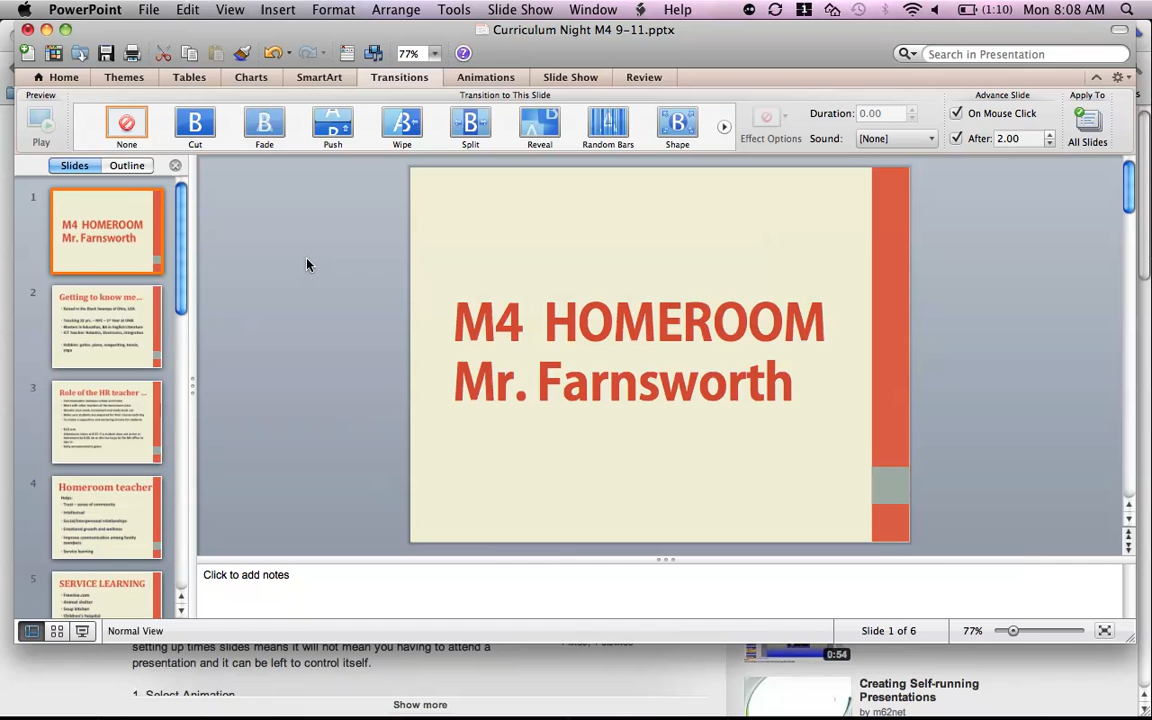 PowerPoint File Edit View Insert Format Arrange Tools Slide Show Window Help 1 (1:10) Mon 8:08 AM
Curriculum Night M4 9-11.pptx
77% Search in Presentation
Home Themes Tables Charts SmartArt Transitions Animations Slide Show Review
Preview Transition to This Slide Advance Slide Apply To
Duration: 0.00 On Mouse Click
Play None Cut Fade Push Wipe Split Reveal Random Bars Shape Effect Options Sound: [None] After: 2.00 All Slides
Slides Outline
1
M4 HOMEROOM
Mr. Farnsworth
2
Getting to know me...
3
Role of the HR teacher ...
4
Homeroom teacher
Helps:
Trust – sense of community
Intellectual
Social/Interpersonal relationships
Emotional growth and wellness
Improve communication among family
members
Service learning
5
SERVICE LEARNING
Freerice.com
Animal shelter
Soup kitchen
Children's hospital
M4 HOMEROOM
Mr. Farnsworth
Click to add notes
Normal View Slide 1 of 6 77%
setting up times slides means it will not mean you having to attend a
presentation and it can be left to control itself.
1. Select Animation
Show more
0:54
Creating Self-running
Presentations
by m62net